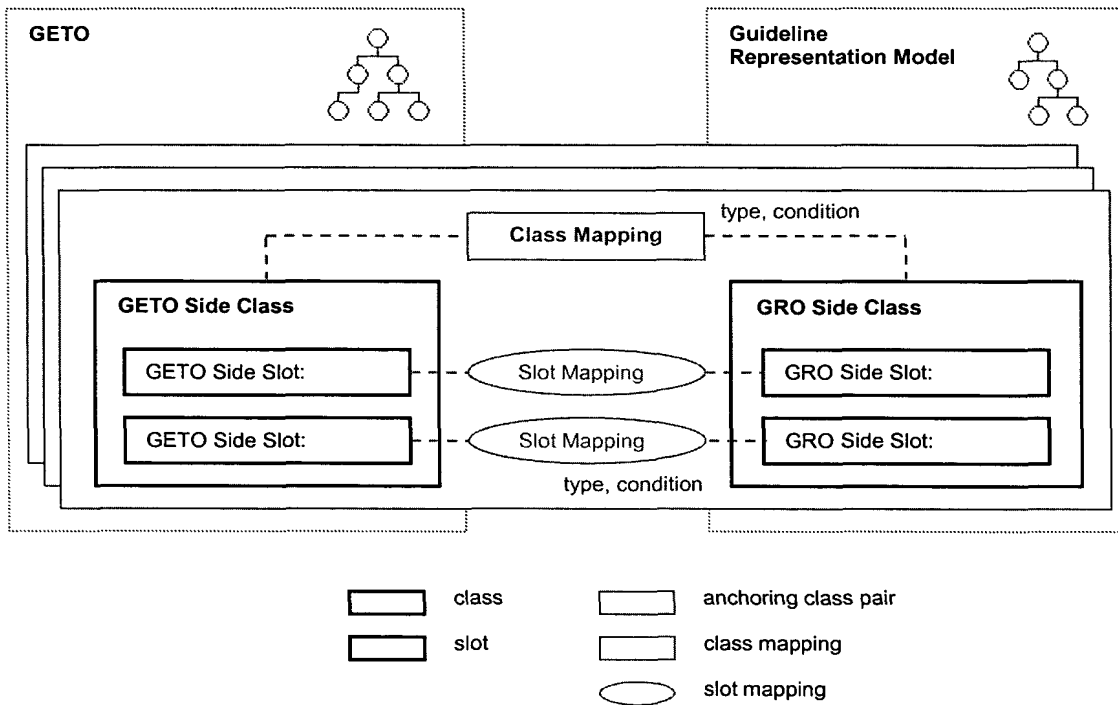 GETO
Guideline
Representation Model
type, condition
Class Mapping
GETO Side Class
GRO Side Class
GETO Side Slot:
Slot Mapping
GRO Side Slot:
GETO Side Slot:
Slot Mapping
GRO Side Slot:
type, condition
class
anchoring class pair
slot
class mapping
slot mapping